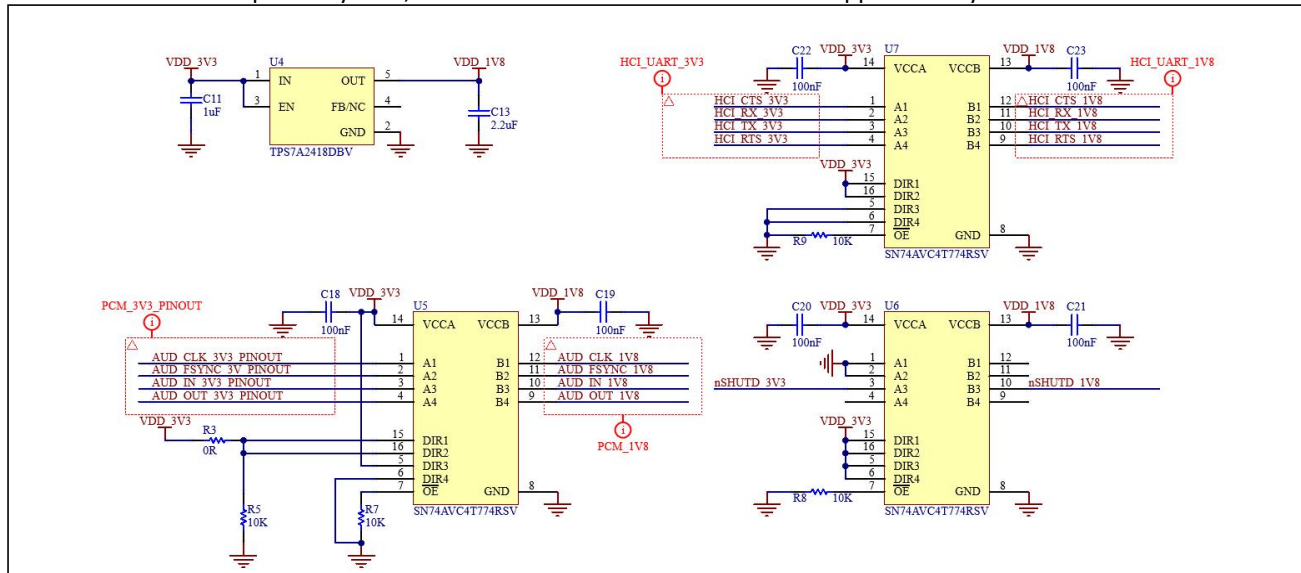 VDD_3V3
U4
VDD_1V8
1 IN OUT 5
3 EN FB/NC 4
GND 2
C11
1uF
C13
2.2uF
TPS7A2418DBV
HCI_UART_3V3
C22
100nF
VDD_3V3
U7
VDD_1V8
C23
100nF
HCI_UART_1V8
14 VCCA VCCB 13
HCI_CTS_3V3 1 A1 B1 12 HCI_CTS_1V8
HCI_RX_3V3 2 A2 B2 11 HCI_RX_1V8
HCI_TX_3V3 3 A3 B3 10 HCI_TX_1V8
HCI_RTS_3V3 4 A4 B4 9 HCI_RTS_1V8
VDD_3V3
15 DIR1
16 DIR2
5 DIR3
6 DIR4
7 OE GND 8
R9 10K
SN74AVC4T774RSV
PCM_3V3_PINOUT
C18
100nF
VDD_3V3
U5
VDD_1V8
C19
100nF
14 VCCA VCCB 13
AUD_CLK_3V3_PINOUT 1 A1 B1 12 AUD_CLK_1V8
AUD_FSYNC_3V_PINOUT 2 A2 B2 11 AUD_FSYNC_1V8
AUD_IN_3V3_PINOUT 3 A3 B3 10 AUD_IN_1V8
AUD_OUT_3V3_PINOUT 4 A4 B4 9 AUD_OUT_1V8
PCM_1V8
VDD_3V3
R3
0R
15 DIR1
16 DIR2
5 DIR3
6 DIR4
7 OE GND 8
R5
10K
R7
10K
SN74AVC4T774RSV
C20
100nF
VDD_3V3
U6
VDD_1V8
C21
100nF
14 VCCA VCCB 13
1 A1 B1 12
2 A2 B2 11
nSHUTD_3V3 3 A3 B3 10 nSHUTD_1V8
4 A4 B4 9
VDD_3V3
15 DIR1
16 DIR2
5 DIR3
6 DIR4
7 OE GND 8
R8 10K
SN74AVC4T774RSV